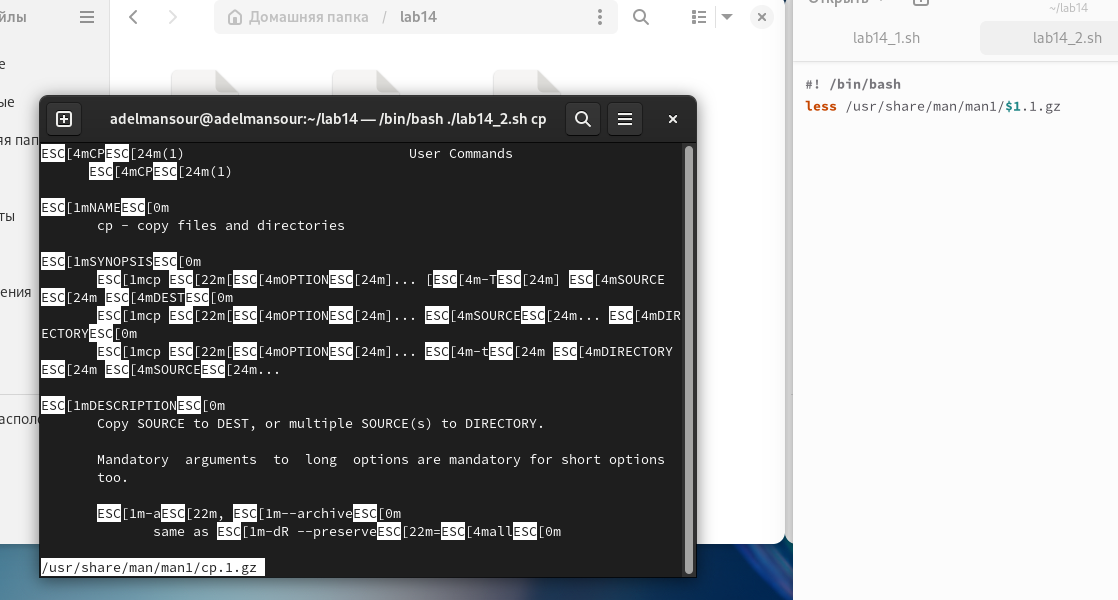 йлы
Домашняя папка / lab14
Открыть
~/lab14
lab14_1.sh
lab14_2.sh
е
ые
яя пап
ты
ения
асполо
#! /bin/bash
less /usr/share/man/man1/$1.1.gz
adelmansour@adelmansour:~/lab14 — /bin/bash ./lab14_2.sh cp
ESC[4mCPESC[24m(1) User Commands
ESC[4mCPESC[24m(1)
ESC[1mNAMEESC[0m
cp - copy files and directories
ESC[1mSYNOPSISESC[0m
ESC[1mcp ESC[22m[ESC[4mOPTIONESC[24m]... [ESC[4m-TESC[24m] ESC[4mSOURCE
ESC[24m ESC[4mDESTESC[0m
ESC[1mcp ESC[22m[ESC[4mOPTIONESC[24m]... ESC[4mSOURCEESC[24m... ESC[4mDIR
ECTORYESC[0m
ESC[1mcp ESC[22m[ESC[4mOPTIONESC[24m]... ESC[4m-tESC[24m ESC[4mDIRECTORY
ESC[24m ESC[4mSOURCEESC[24m...
ESC[1mDESCRIPTIONESC[0m
Copy SOURCE to DEST, or multiple SOURCE(s) to DIRECTORY.
Mandatory arguments to long options are mandatory for short options
too.
ESC[1m-aESC[22m, ESC[1m--archiveESC[0m
same as ESC[1m-dR --preserveESC[22m=ESC[4mallESC[0m
/usr/share/man/man1/cp.1.gz